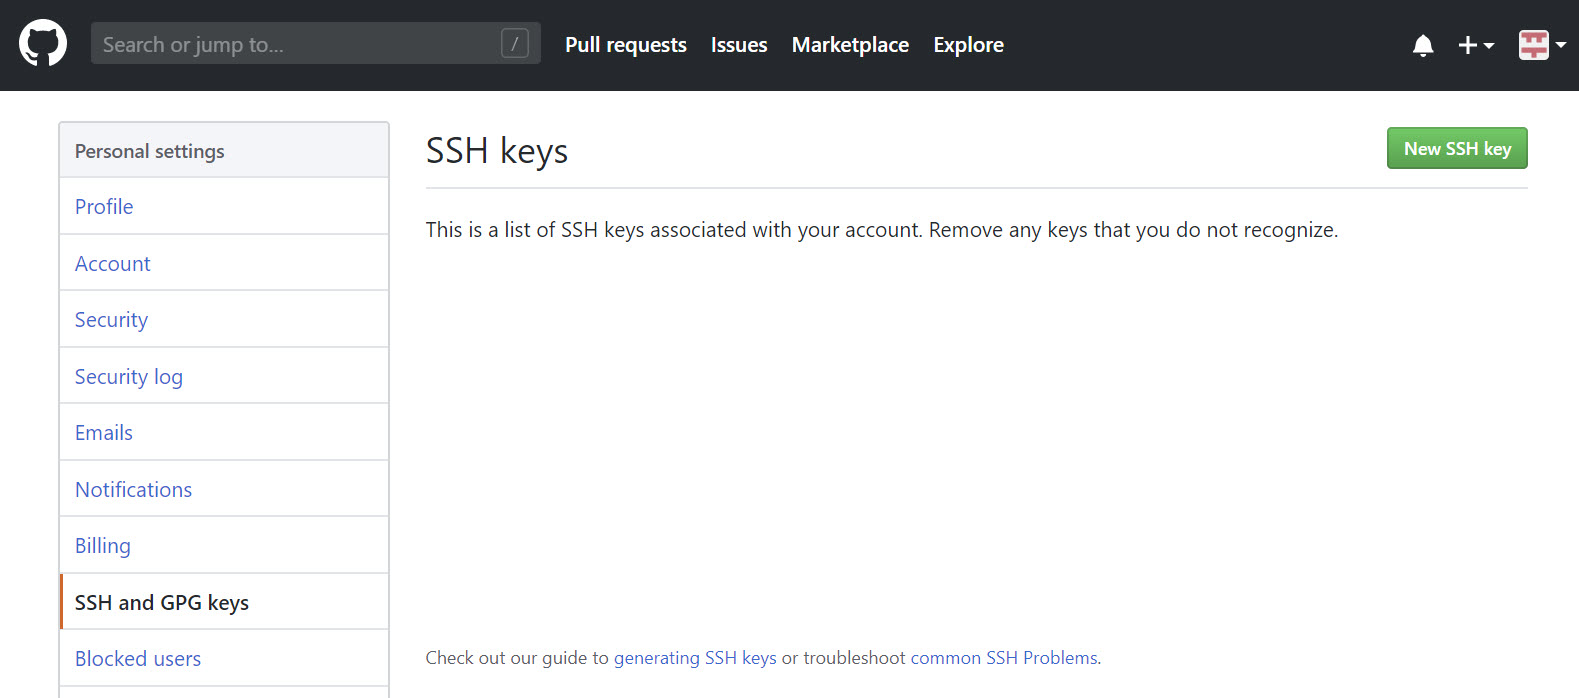 Search or jump to... /
Pull requests Issues Marketplace Explore
Personal settings
Profile
Account
Security
Security log
Emails
Notifications
Billing
SSH and GPG keys
Blocked users
SSH keys
New SSH key
This is a list of SSH keys associated with your account. Remove any keys that you do not recognize.
Check out our guide to generating SSH keys or troubleshoot common SSH Problems.